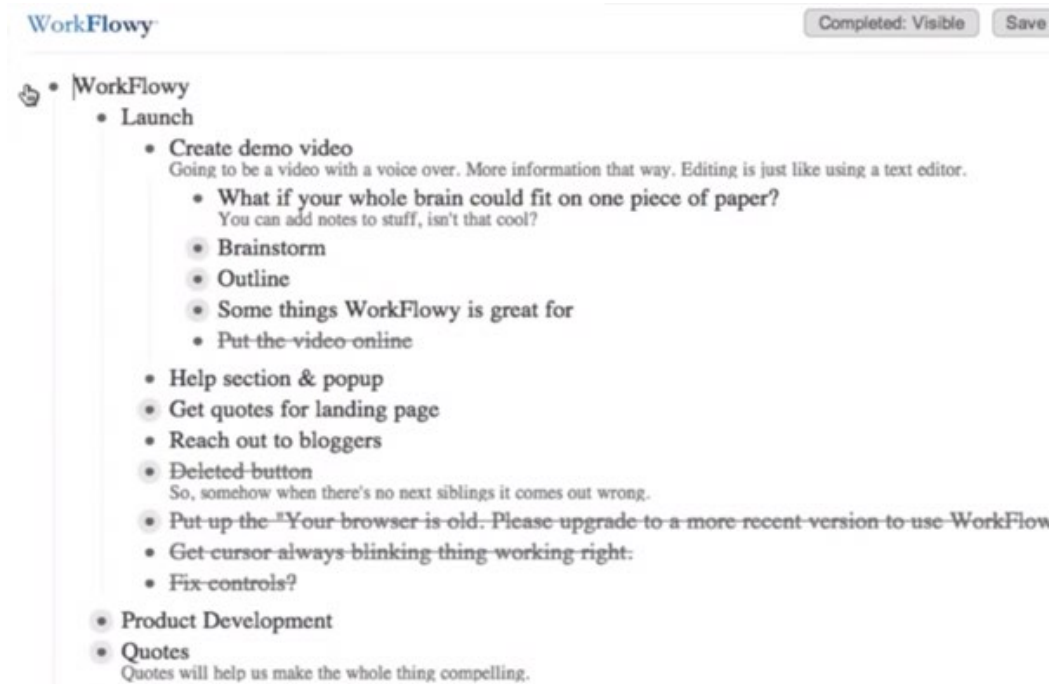 WorkFlowy
Completed: Visible
Save
WorkFlowy
Launch
Create demo video
Going to be a video with a voice over. More information that way. Editing is just like using a text editor.
What if your whole brain could fit on one piece of paper?
You can add notes to stuff, isn't that cool?
Brainstorm
Outline
Some things WorkFlowy is great for
Put the video online
Help section & popup
Get quotes for landing page
Reach out to bloggers
Deleted button
So, somehow when there's no next siblings it comes out wrong.
Put up the "Your browser is old. Please upgrade to a more recent version to use WorkFlow
Get cursor always blinking thing working right.
Fix controls?
Product Development
Quotes
Quotes will help us make the whole thing compelling.